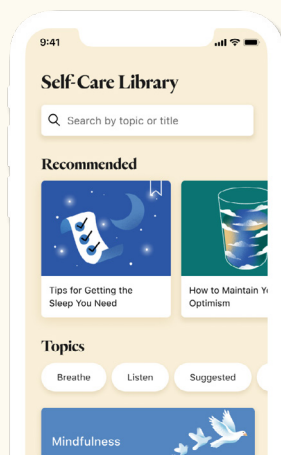 9:41
Self-Care Library
Search by topic or title
Recommended
Tips for Getting the
Sleep You Need
How to Maintain
Optimism
Topics
Breathe
Listen
Suggested
Mindfulness